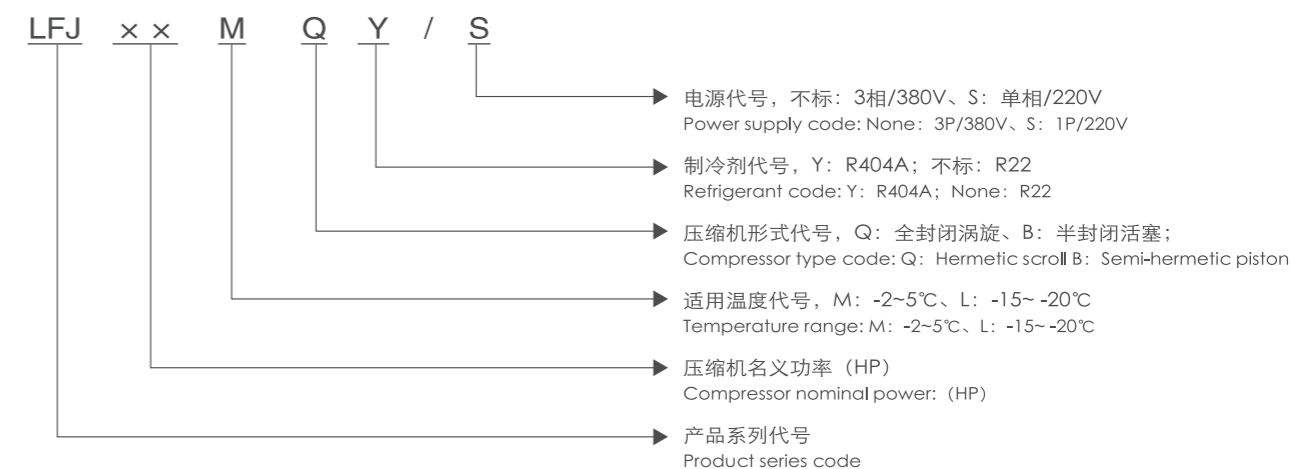 LFJ ×× M Q Y / S
电源代号，不标：3相/380V、S：单相/220V
Power supply code: None：3P/380V、S：1P/220V
制冷剂代号，Y：R404A；不标：R22
Refrigerant code: Y：R404A；None：R22
压缩机形式代号，Q：全封闭涡旋、B：半封闭活塞；
Compressor type code: Q：Hermetic scroll B：Semi-hermetic piston
适用温度代号，M：-2~5℃、L：-15~ -20℃
Temperature range: M：-2~5℃、L：-15~ -20℃
压缩机名义功率（HP）
Compressor nominal power:（HP）
产品系列代号
Product series code